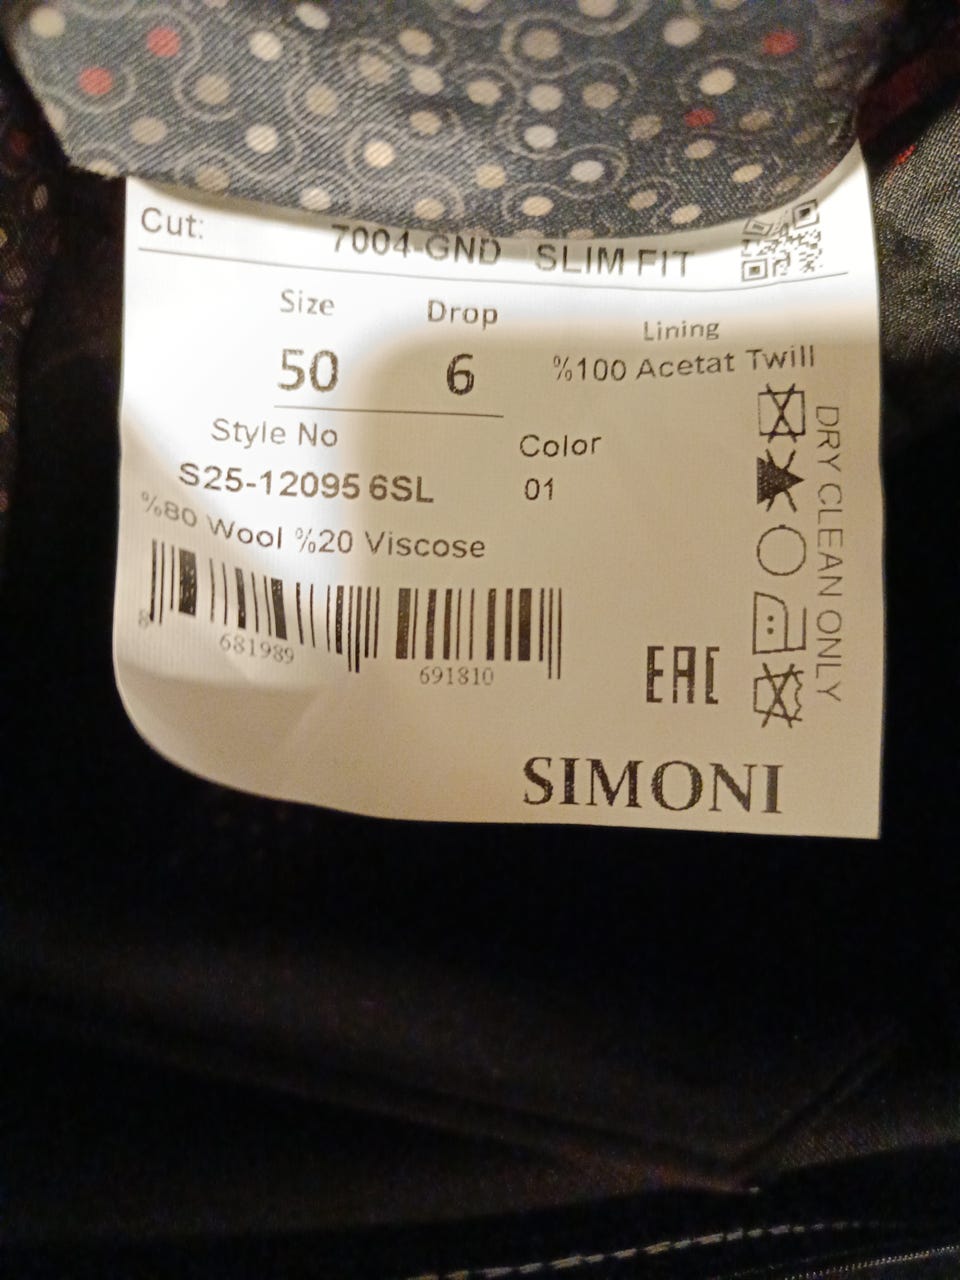 Cut: 7004-GND SLIM FIT
Size Drop Lining
50 6 %100 Acetat Twill
Style No Color
S25-12095 6SL 01
%80 Wool %20 Viscose
DRY CLEAN ONLY
8 681989 691810
EAC
SIMONI